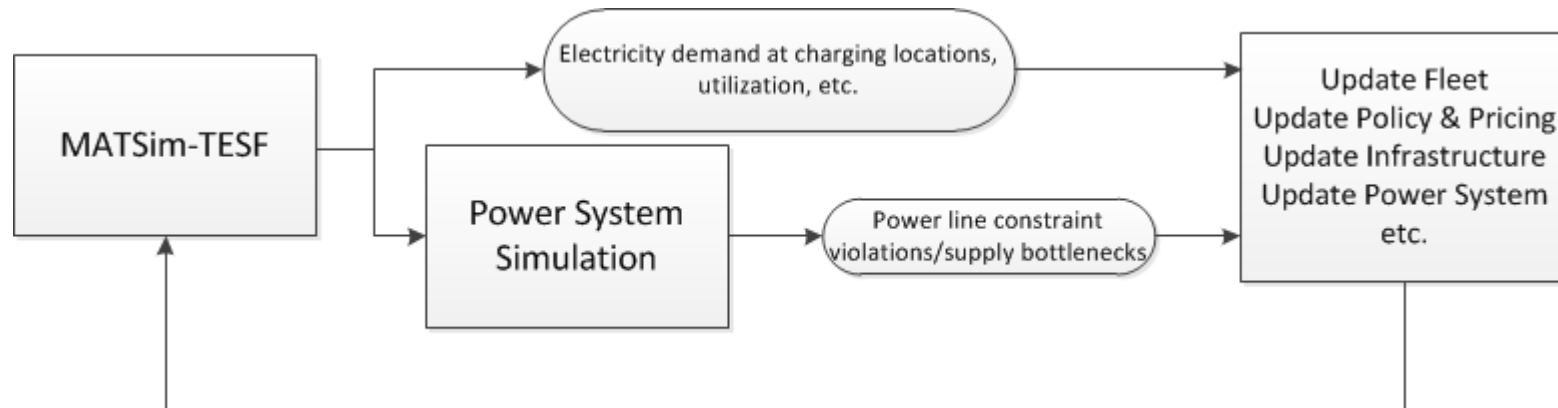 MATSim-TESF
Electricity demand at charging locations,
utilization, etc.
Power System
Simulation
Power line constraint
violations/supply bottlenecks
Update Fleet
Update Policy & Pricing
Update Infrastructure
Update Power System
etc.